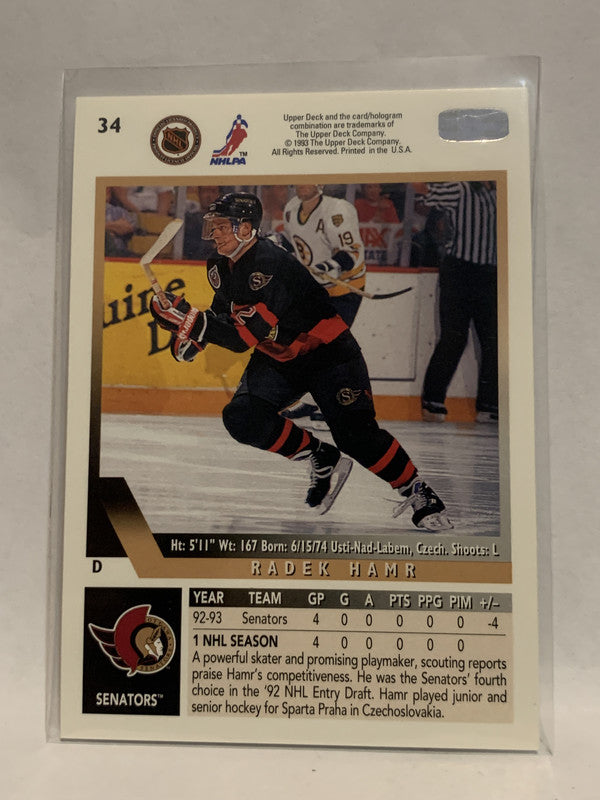 34
NHL
NHLPA™
Upper Deck and the card/hologram
combination are trademarks of
The Upper Deck Company.
© 1993 The Upper Deck Company.
All Rights Reserved. Printed in the U.S.A.
A
19
uine
D
Ht: 5'11" Wt: 167 Born: 6/15/74 Usti-Nad-Labem, Czech. Shoots: L
D
RADEK HAMR
YEAR TEAM GP G A PTS PPG PIM +/–
92-93 Senators 4 0 0 0 0 0 -4
1 NHL SEASON 4 0 0 0 0 0
A powerful skater and promising playmaker, scouting reports
praise Hamr's competitiveness. He was the Senators' fourth
choice in the '92 NHL Entry Draft. Hamr played junior and
senior hockey for Sparta Praha in Czechoslovakia.
SENATORS™